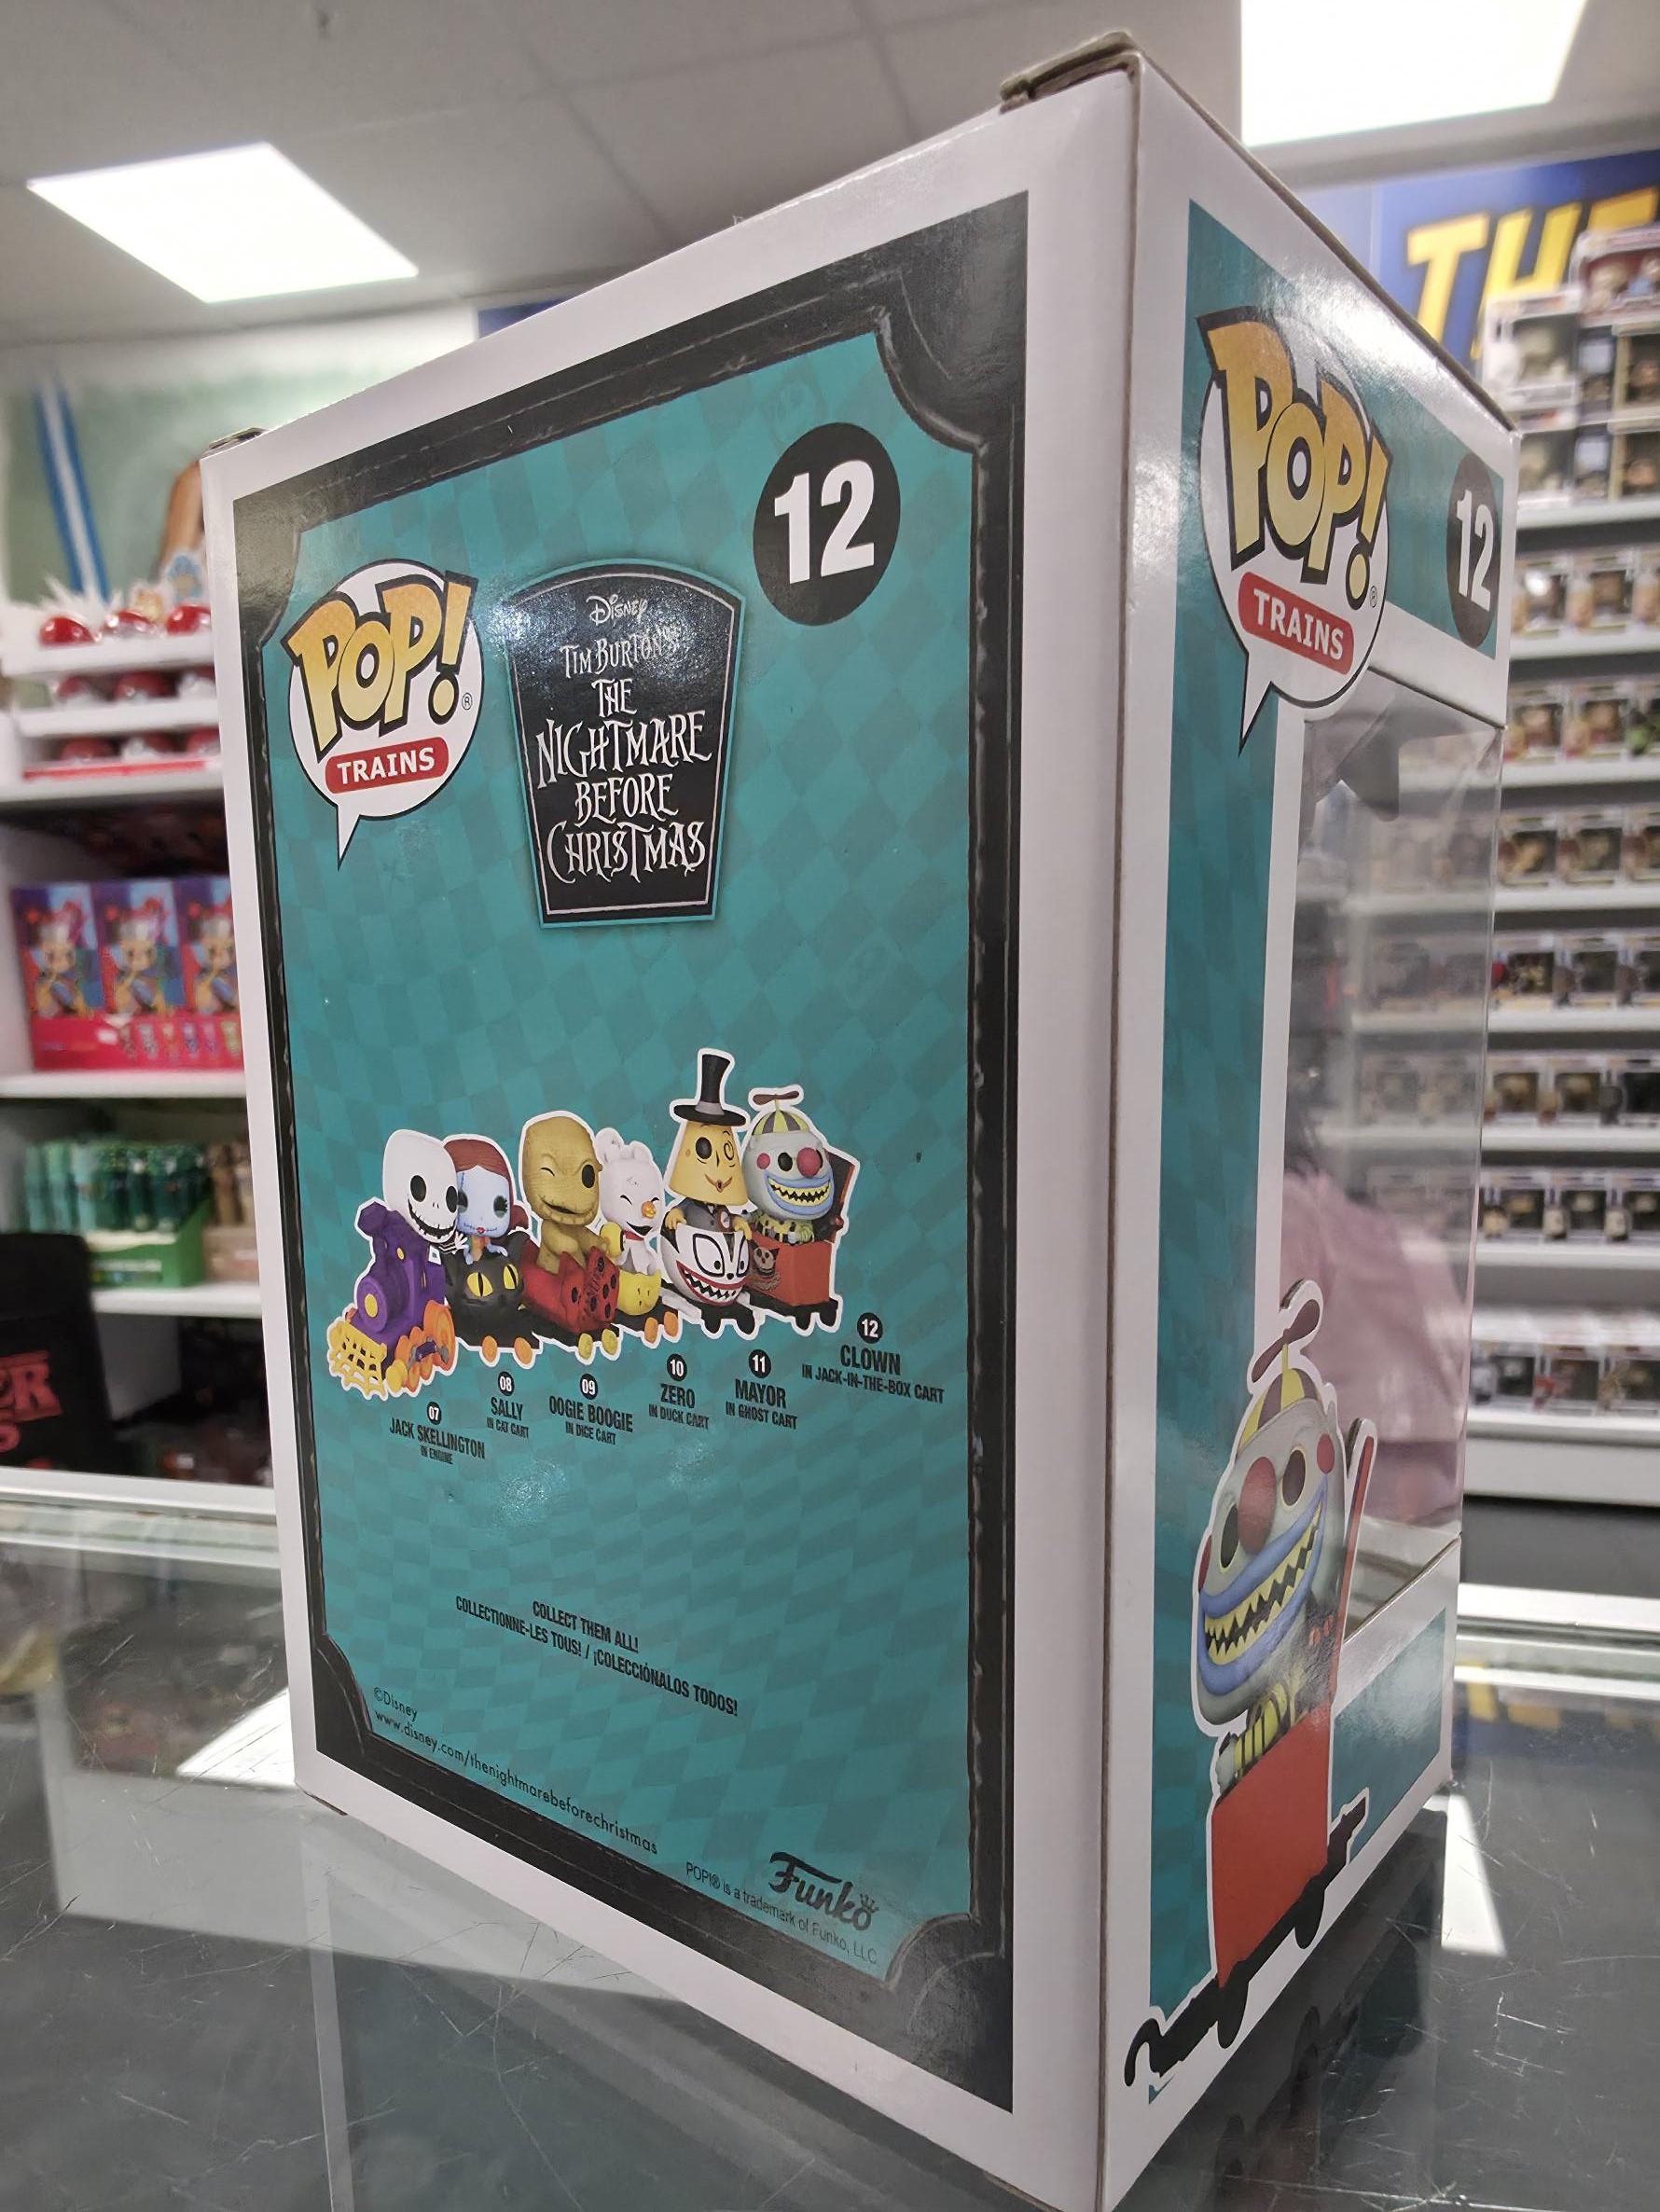 THE
12
POP!®
TRAINS
Disney
TIM BURTON'S
THE
NIGHTMARE
BEFORE
CHRISTMAS
POP!®
TRAINS
12
07
JACK SKELLINGTON
IN ENGINE
08
SALLY
IN CAT CART
09
OOGIE BOOGIE
IN DICE CART
10
ZERO
IN DUCK CART
11
MAYOR
IN GHOST CART
12
CLOWN
IN JACK-IN-THE-BOX CART
COLLECT THEM ALL!
COLLECTIONNE-LES TOUS! / ¡COLECCIÓNALOS TODOS!
©Disney
www.disney.com/thenightmarebeforechristmas
POP!® is a trademark of Funko, LLC
Funko